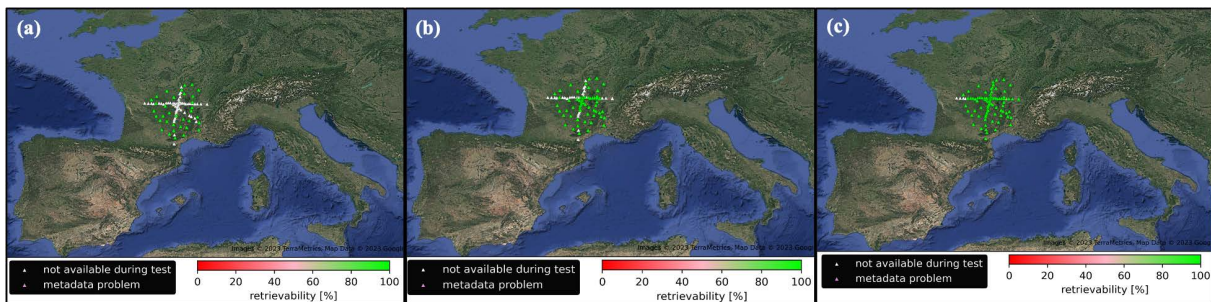 (a)
Images © 2023 TerraMetrics, Map Data © 2023 Google
not available during test
metadata problem
0 20 40 60 80 100
retrievability [%]
(b)
Images © 2023 TerraMetrics, Map Data © 2023 Google
not available during test
metadata problem
0 20 40 60 80 100
retrievability [%]
(c)
Images © 2023 TerraMetrics, Map Data © 2023 Google
not available during test
metadata problem
0 20 40 60 80 100
retrievability [%]